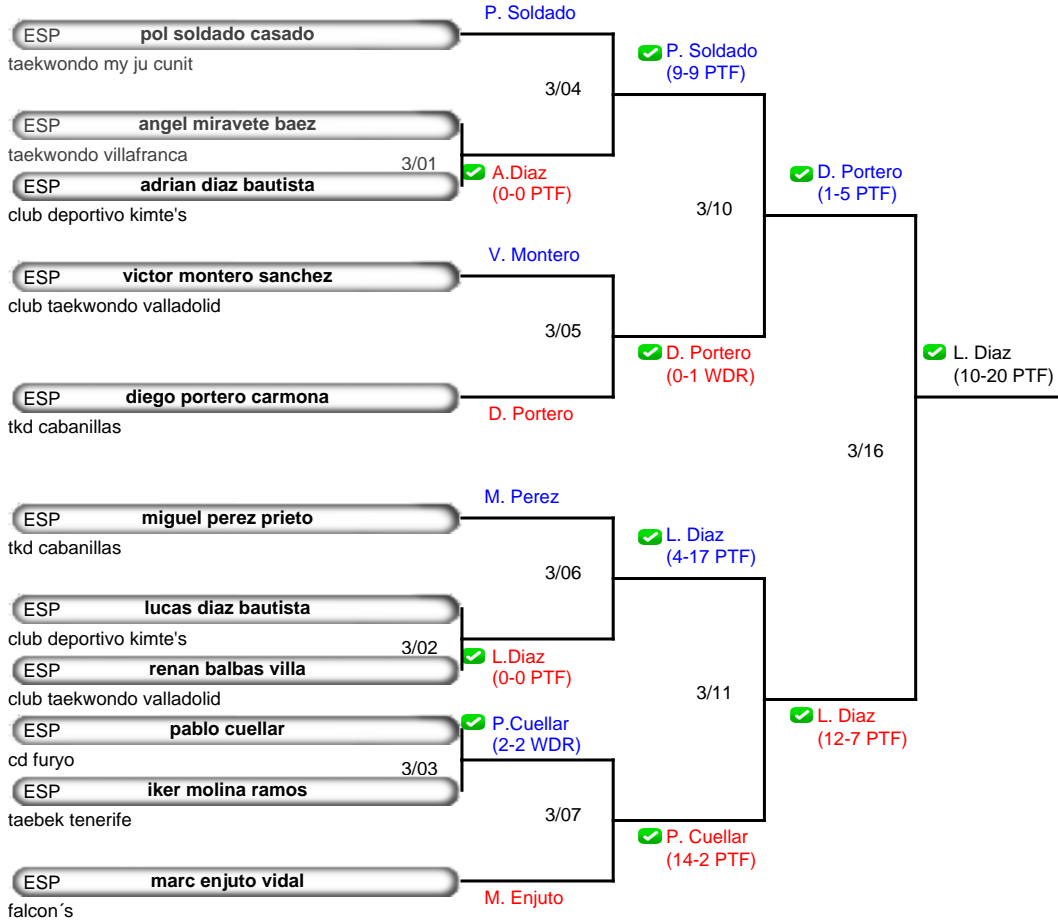 P. Soldado
ESP pol soldado casado
taekwondo my ju cunit
P. Soldado
(9-9 PTF)
3/04
ESP angel miravete baez
taekwondo villafranca
3/01
A.Diaz
(0-0 PTF)
ESP adrian diaz bautista
club deportivo kimte's
D. Portero
(1-5 PTF)
3/10
V. Montero
ESP victor montero sanchez
club taekwondo valladolid
3/05
D. Portero
(0-1 WDR)
L. Diaz
(10-20 PTF)
ESP diego portero carmona
tkd cabanillas
D. Portero
3/16
M. Perez
ESP miguel perez prieto
tkd cabanillas
L. Diaz
(4-17 PTF)
3/06
ESP lucas diaz bautista
club deportivo kimte's
3/02
L.Diaz
(0-0 PTF)
ESP renan balbas villa
club taekwondo valladolid
3/11
L. Diaz
(12-7 PTF)
ESP pablo cuellar
cd furyo
P.Cuellar
(2-2 WDR)
3/03
ESP iker molina ramos
taebek tenerife
3/07
P. Cuellar
(14-2 PTF)
ESP marc enjuto vidal
falcon´s
M. Enjuto